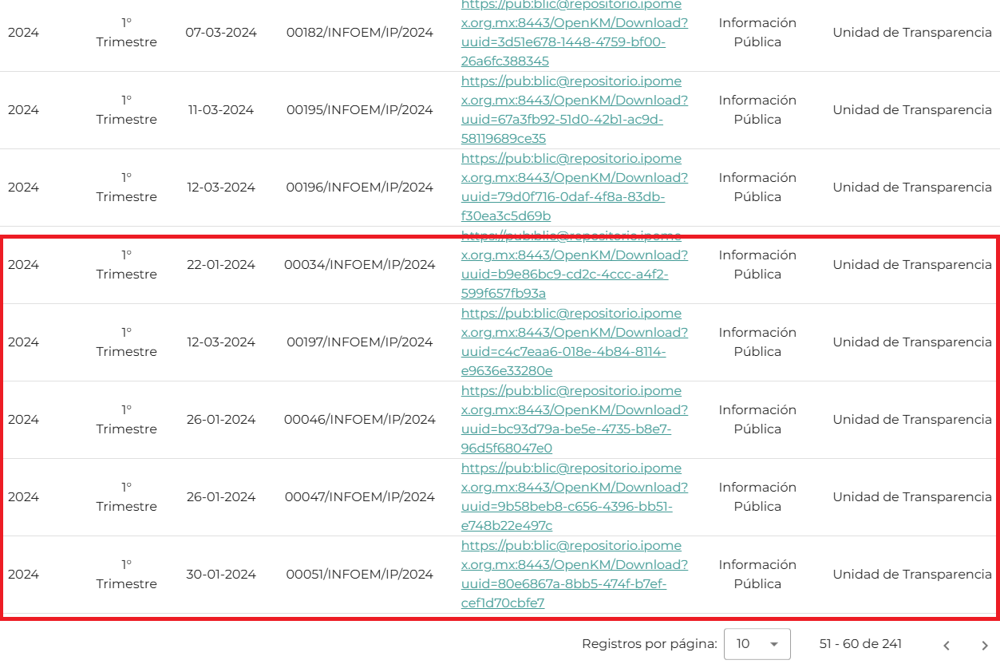 https://pub:blic@repositorio.ipome
2024
1°
Trimestre
07-03-2024
00182/INFOEM/IP/2024
x.org.mx:8443/OpenKM/Download?
uuid=3d51e678-1448-4759-bf00-
26a6fc388345
Información
Pública
Unidad de Transparencia
2024
1°
Trimestre
11-03-2024
00195/INFOEM/IP/2024
https://pub:blic@repositorio.ipome
x.org.mx:8443/OpenKM/Download?
uuid=67a3fb92-51d0-42b1-ac9d-
58119689ce35
Información
Pública
Unidad de Transparencia
2024
1°
Trimestre
12-03-2024
00196/INFOEM/IP/2024
https://pub:blic@repositorio.ipome
x.org.mx:8443/OpenKM/Download?
uuid=79d0f716-0daf-4f8a-83db-
f30ea3c5d69b
Información
Pública
Unidad de Transparencia
2024
1°
Trimestre
22-01-2024
00034/INFOEM/IP/2024
https://pub:blic@repositorio.ipome
x.org.mx:8443/OpenKM/Download?
uuid=b9e86bc9-cd2c-4ccc-a4f2-
599f657fb93a
Información
Pública
Unidad de Transparencia
2024
1°
Trimestre
12-03-2024
00197/INFOEM/IP/2024
https://pub:blic@repositorio.ipome
x.org.mx:8443/OpenKM/Download?
uuid=c4c7eaa6-018e-4b84-8114-
e9636e33280e
Información
Pública
Unidad de Transparencia
2024
1°
Trimestre
26-01-2024
00046/INFOEM/IP/2024
https://pub:blic@repositorio.ipome
x.org.mx:8443/OpenKM/Download?
uuid=bc93d79a-be5e-4735-b8e7-
96d5f68047e0
Información
Pública
Unidad de Transparencia
2024
1°
Trimestre
26-01-2024
00047/INFOEM/IP/2024
https://pub:blic@repositorio.ipome
x.org.mx:8443/OpenKM/Download?
uuid=9b58beb8-c656-4396-bb51-
e748b22e497c
Información
Pública
Unidad de Transparencia
2024
1°
Trimestre
30-01-2024
00051/INFOEM/IP/2024
https://pub:blic@repositorio.ipome
x.org.mx:8443/OpenKM/Download?
uuid=80e6867a-8bb5-474f-b7ef-
cef1d70cbfe7
Información
Pública
Unidad de Transparencia
Registros por página: 10 51 - 60 de 241